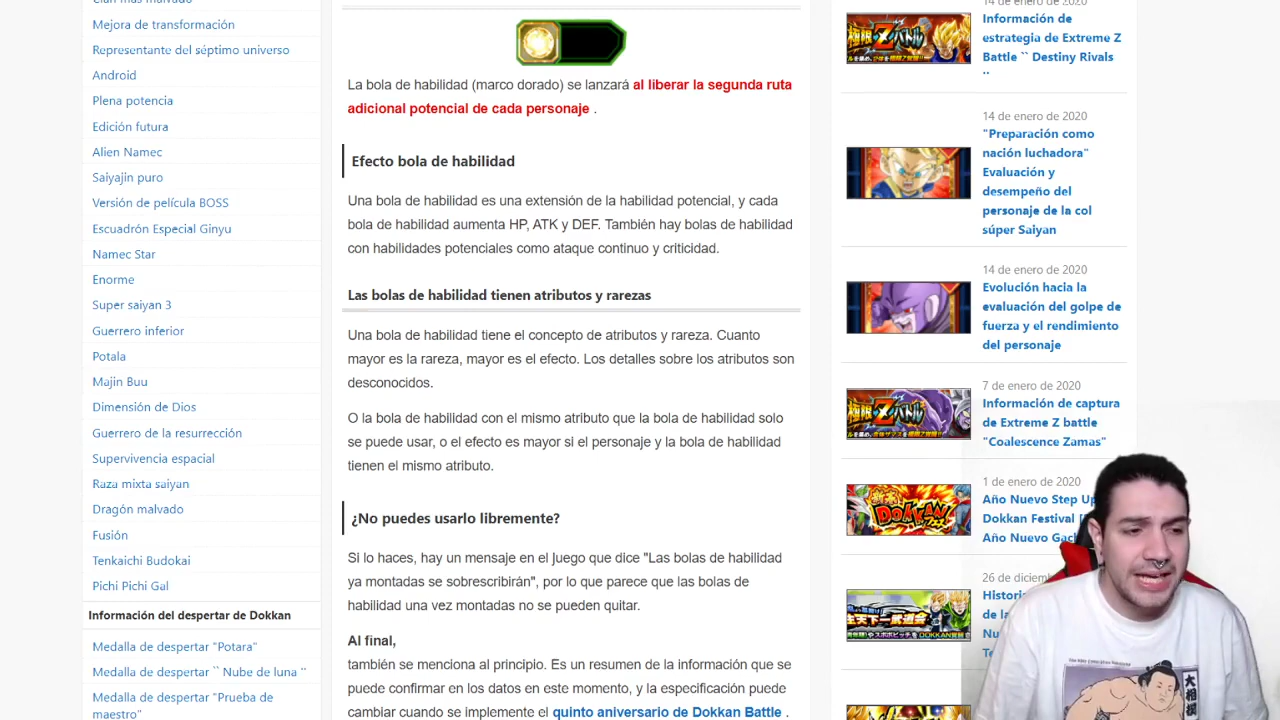 Clan más malvado
Mejora de transformación
Representante del séptimo universo
Android
Plena potencia
Edición futura
Alien Namec
Saiyajin puro
Versión de película BOSS
Escuadrón Especial Ginyu
Namec Star
Enorme
Super saiyan 3
Guerrero inferior
Potala
Majin Buu
Dimensión de Dios
Guerrero de la resurrección
Supervivencia espacial
Raza mixta saiyan
Dragón malvado
Fusión
Tenkaichi Budokai
Pichi Pichi Gal
Información del despertar de Dokkan
Medalla de despertar "Potara"
Medalla de despertar `` Nube de luna ''
Medalla de despertar "Prueba de
maestro"
La bola de habilidad (marco dorado) se lanzará al liberar la segunda ruta
adicional potencial de cada personaje .
Efecto bola de habilidad
Una bola de habilidad es una extensión de la habilidad potencial, y cada
bola de habilidad aumenta HP, ATK y DEF. También hay bolas de habilidad
con habilidades potenciales como ataque continuo y criticidad.
Las bolas de habilidad tienen atributos y rarezas
Una bola de habilidad tiene el concepto de atributos y rareza. Cuanto
mayor es la rareza, mayor es el efecto. Los detalles sobre los atributos son
desconocidos.
O la bola de habilidad con el mismo atributo que la bola de habilidad solo
se puede usar, o el efecto es mayor si el personaje y la bola de habilidad
tienen el mismo atributo.
¿No puedes usarlo libremente?
Si lo haces, hay un mensaje en el juego que dice "Las bolas de habilidad
ya montadas se sobrescribirán", por lo que parece que las bolas de
habilidad una vez montadas no se pueden quitar.
Al final,
también se menciona al principio. Es un resumen de la información que se
puede confirmar en los datos en este momento, y la especificación puede
cambiar cuando se implemente el quinto aniversario de Dokkan Battle .
14 de enero de 2020
Información de
estrategia de Extreme Z
Battle `` Destiny Rivals
''
14 de enero de 2020
"Preparación como
nación luchadora"
Evaluación y
desempeño del
personaje de la col
súper Saiyan
14 de enero de 2020
Evolución hacia la
evaluación del golpe de
fuerza y el rendimiento
del personaje
7 de enero de 2020
Información de captura
de Extreme Z battle
"Coalescence Zamas"
1 de enero de 2020
Año Nuevo Step Up
Dokkan Festival
Año Nuevo
26 de
de la
大相撲